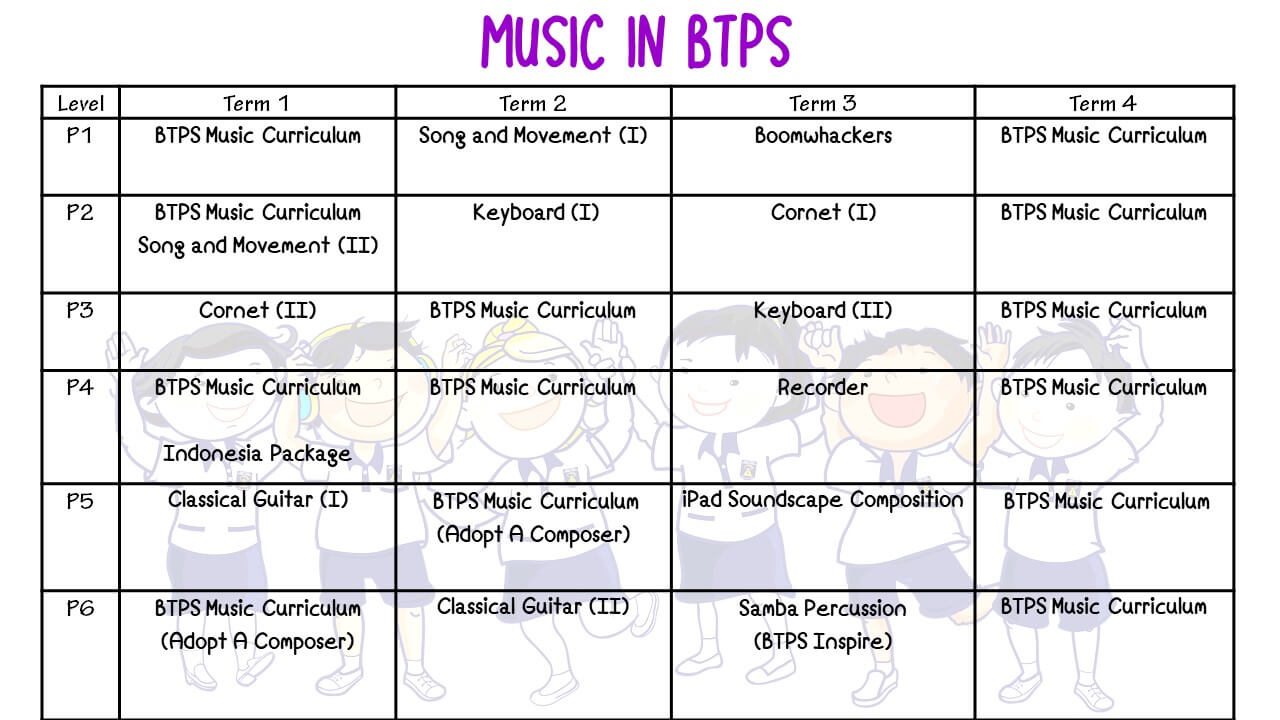 MUSIC IN BTPS
Level Term 1 Term 2 Term 3 Term 4
P1 BTPS Music Curriculum Song and Movement (I) Boomwhackers BTPS Music Curriculum
P2 BTPS Music Curriculum Keyboard (I) Cornet (I) BTPS Music Curriculum
Song and Movement (II)
P3 Cornet (II) BTPS Music Curriculum Keyboard (II) BTPS Music Curriculum
P4 BTPS Music Curriculum BTPS Music Curriculum Recorder BTPS Music Curriculum
Indonesia Package
P5 Classical Guitar (I) BTPS Music Curriculum iPad Soundscape Composition BTPS Music Curriculum
(Adopt A Composer)
P6 BTPS Music Curriculum Classical Guitar (II) Samba Percussion BTPS Music Curriculum
(Adopt A Composer) (BTPS Inspire)